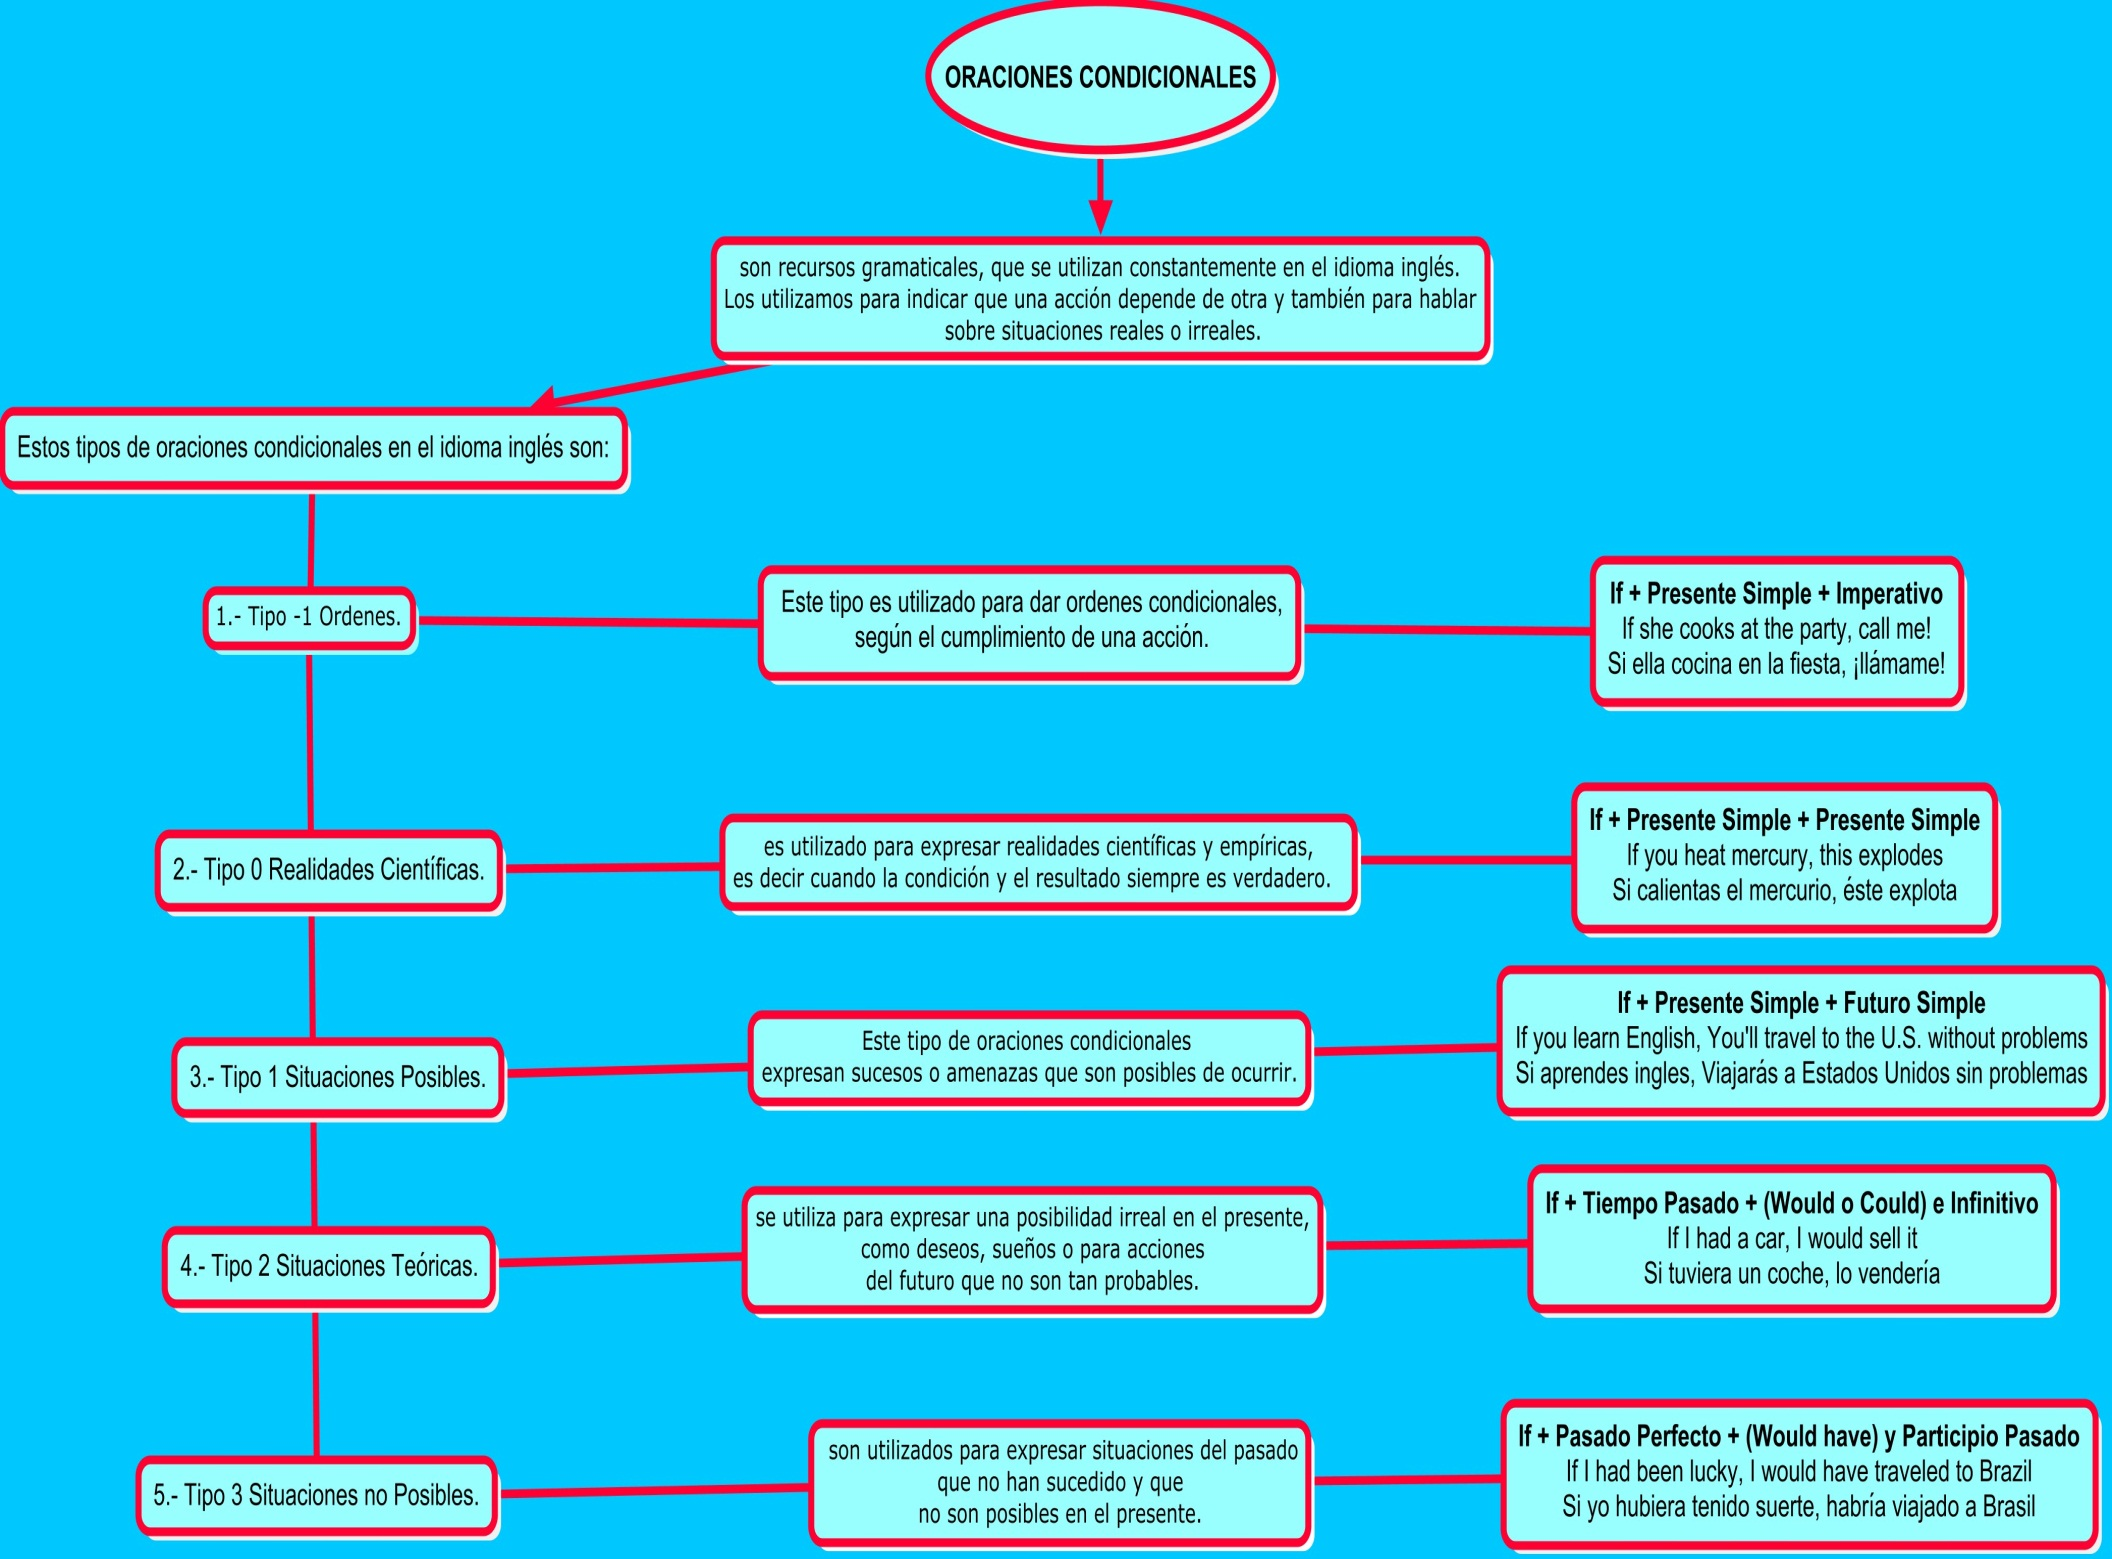 ORACIONES CONDICIONALES
son recursos gramaticales, que se utilizan constantemente en el idioma inglés.
Los utilizamos para indicar que una acción depende de otra y también para hablar
sobre situaciones reales o irreales.
Estos tipos de oraciones condicionales en el idioma inglés son:
1.- Tipo -1 Ordenes.
Este tipo es utilizado para dar ordenes condicionales,
según el cumplimiento de una acción.
If + Presente Simple + Imperativo
If she cooks at the party, call me!
Si ella cocina en la fiesta, ¡llámame!
2.- Tipo 0 Realidades Científicas.
es utilizado para expresar realidades científicas y empíricas,
es decir cuando la condición y el resultado siempre es verdadero.
If + Presente Simple + Presente Simple
If you heat mercury, this explodes
Si calientas el mercurio, éste explota
3.- Tipo 1 Situaciones Posibles.
Este tipo de oraciones condicionales
expresan sucesos o amenazas que son posibles de ocurrir.
If + Presente Simple + Futuro Simple
If you learn English, You'll travel to the U.S. without problems
Si aprendes ingles, Viajarás a Estados Unidos sin problemas
4.- Tipo 2 Situaciones Teóricas.
se utiliza para expresar una posibilidad irreal en el presente,
como deseos, sueños o para acciones
del futuro que no son tan probables.
If + Tiempo Pasado + (Would o Could) e Infinitivo
If I had a car, I would sell it
Si tuviera un coche, lo vendería
5.- Tipo 3 Situaciones no Posibles.
son utilizados para expresar situaciones del pasado
que no han sucedido y que
no son posibles en el presente.
If + Pasado Perfecto + (Would have) y Participio Pasado
If I had been lucky, I would have traveled to Brazil
Si yo hubiera tenido suerte, habría viajado a Brasil